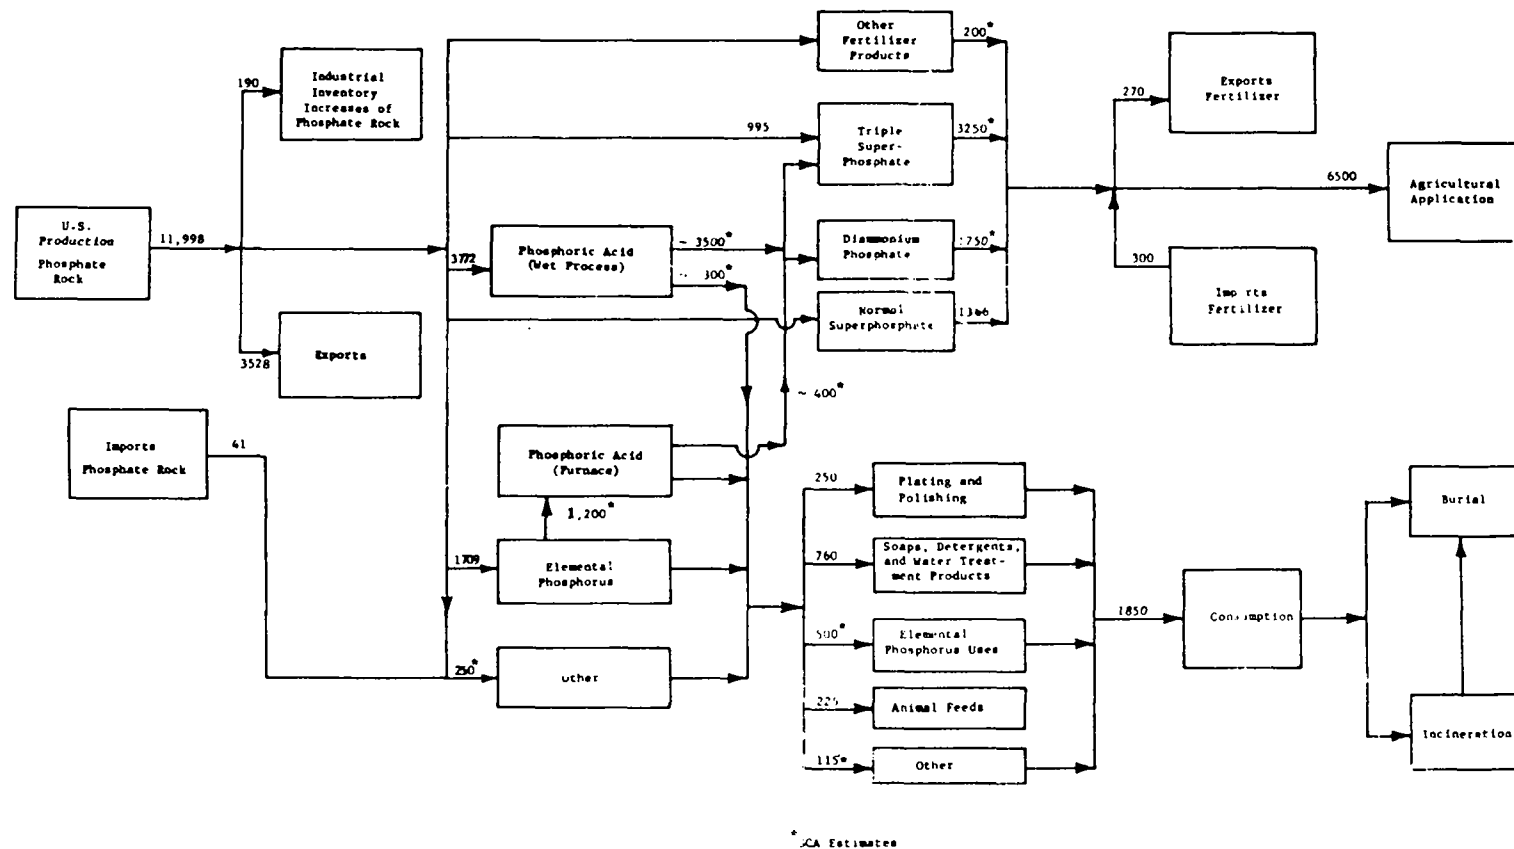 Other
Fertilizer
Products
200*
Industrial
Inventory
Increases of
Phosphate Rock
190
Exports
Fertilizer
270
995
Triple
Super-
Phosphate
3250*
Agricultural
Application
6500
U.S.
Production
Phosphate
Rock
11,998
Phosphoric Acid
(Wet Process)
3772
~ 3500*
~ 300*
Diammonium
Phosphate
1750*
300
Imports
Fertilizer
Normal
Superphosphate
1366
Exports
3528
~ 400*
Imports
Phosphate Rock
41
Phosphoric Acid
(Furnace)
1,200*
250
Plating and
Polishing
Burial
1709
Elemental
Phosphorus
760
Soaps, Detergents,
and Water Treat-
ment Products
1850
Consumption
500*
Elemental
Phosphorus Uses
250*
Other
225
Animal Feeds
Incineration
115*
Other
Estimates